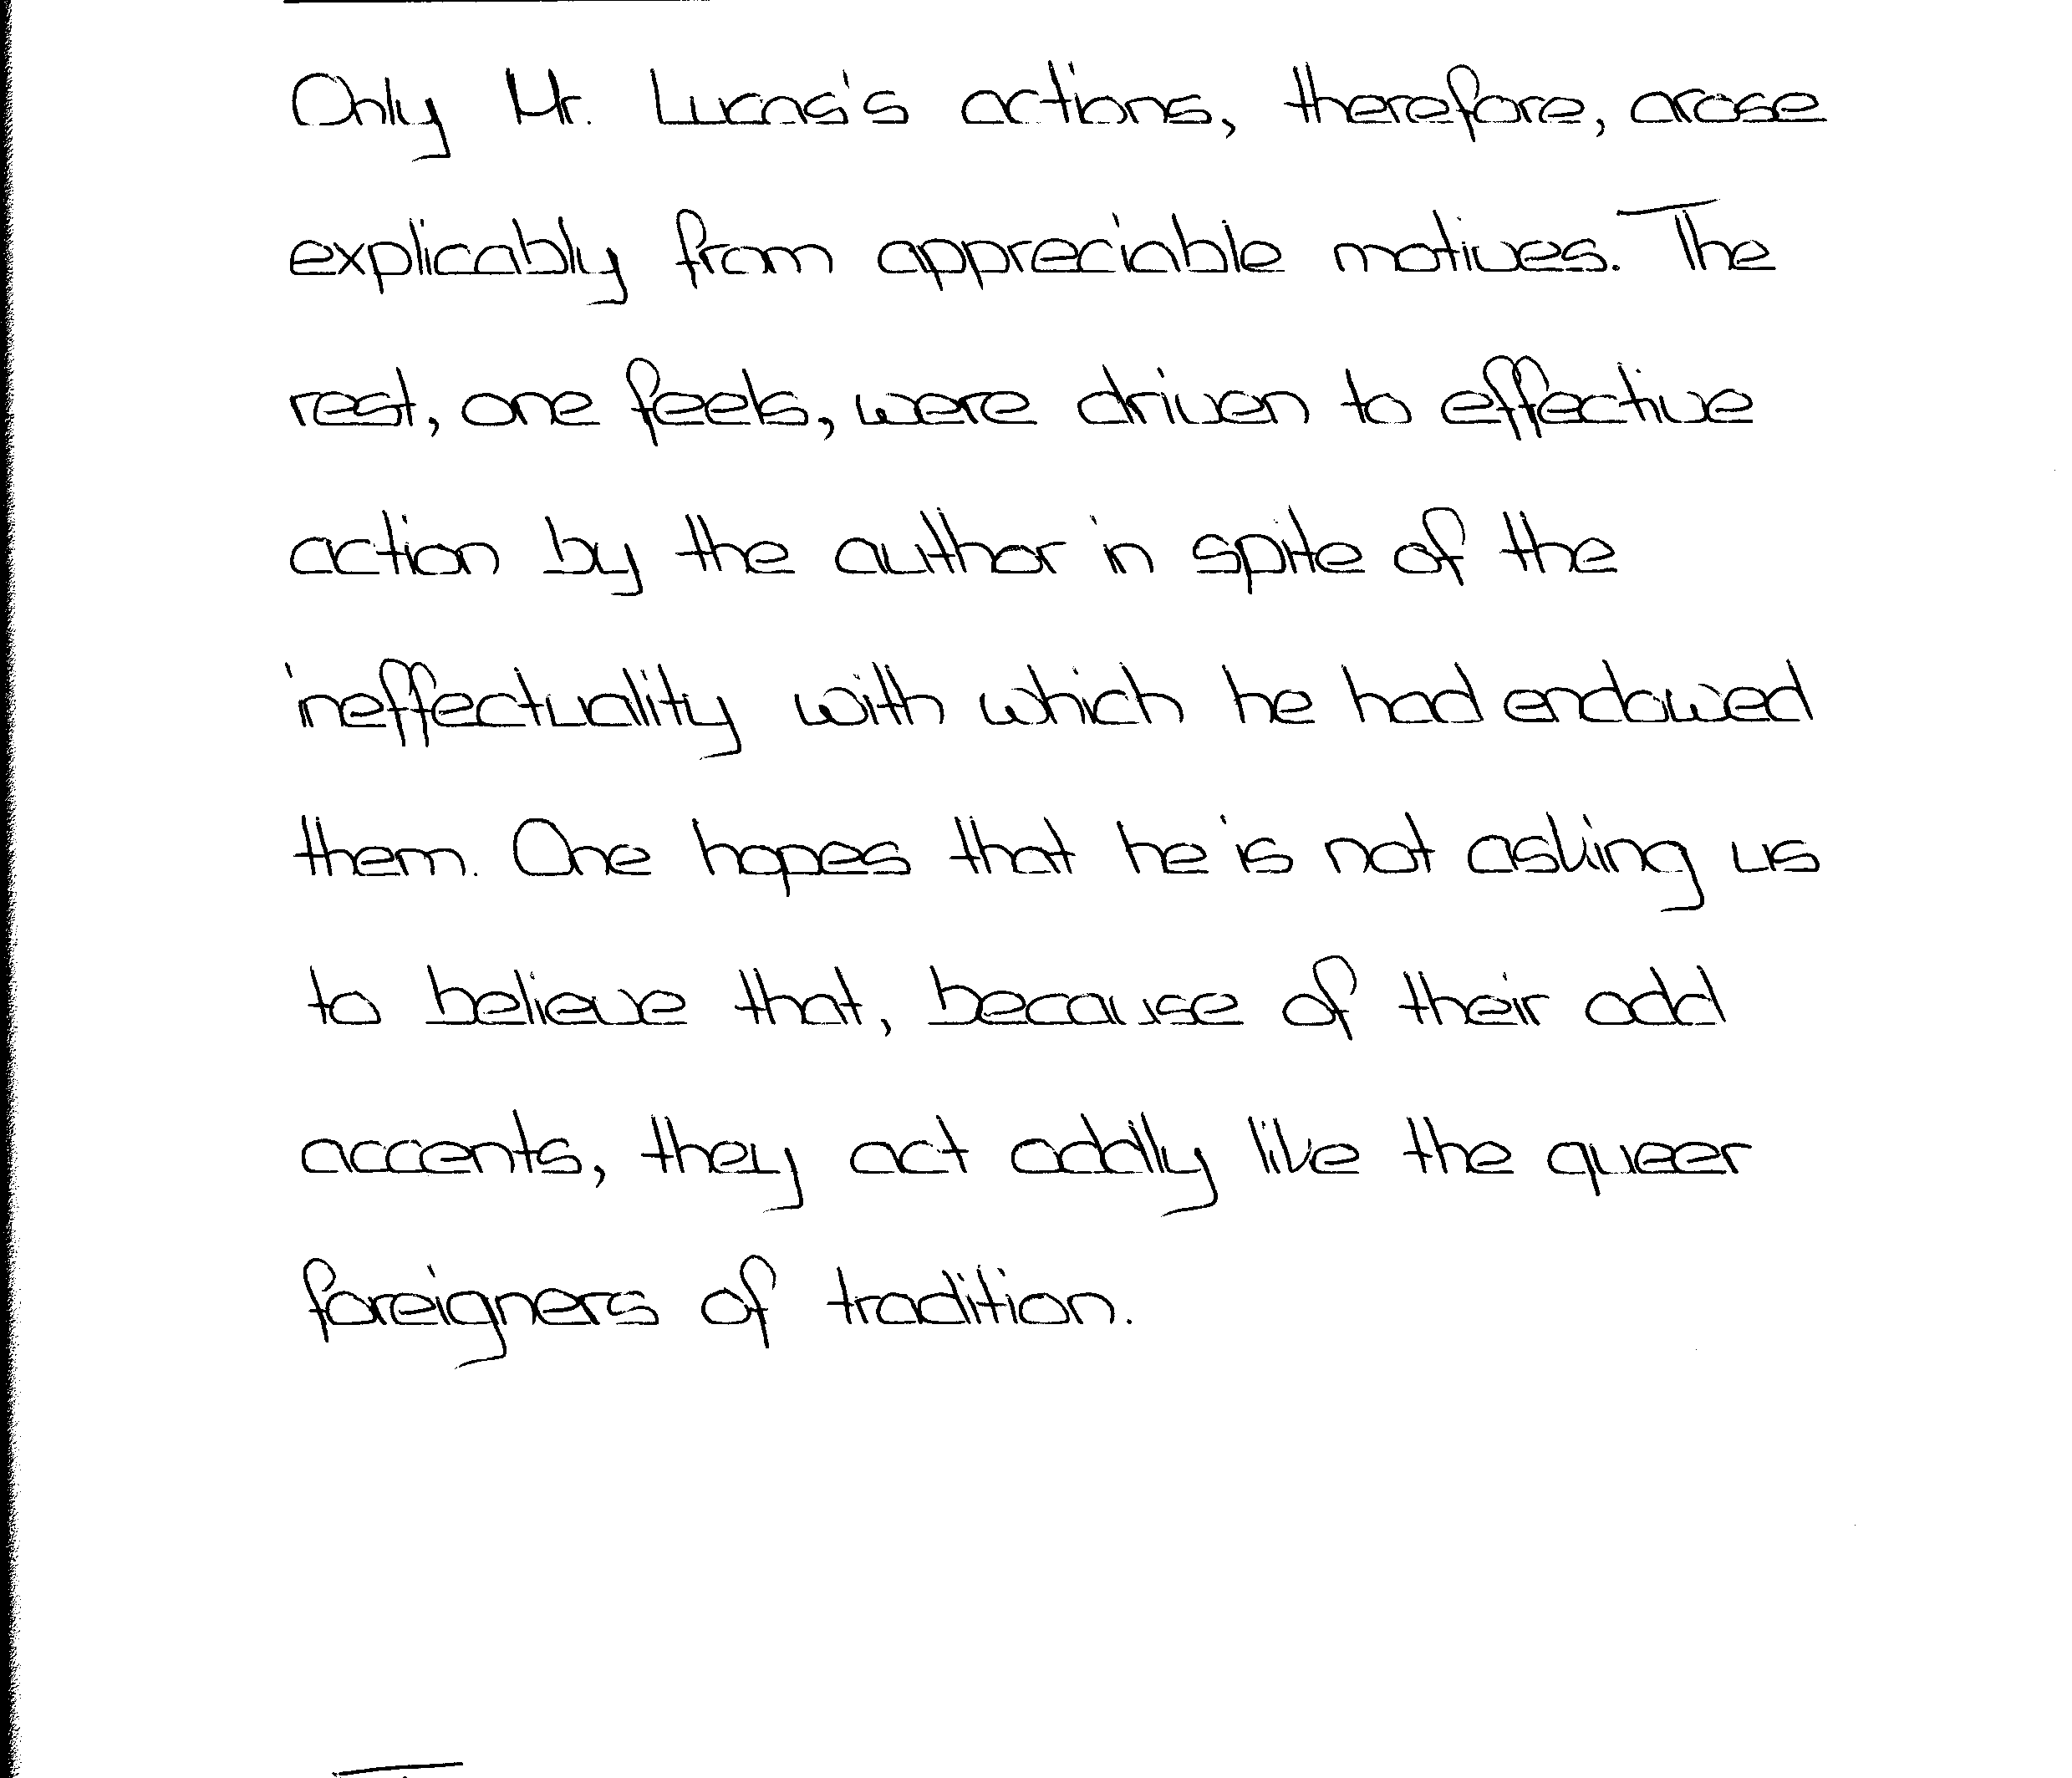 Only Mr. Lucas's actions, therefore, arose
explicably from appreciable motives. The
rest, one feels, were driven to effective
action by the author in spite of the
ineffectuality with which he had endowed
them. One hopes that he is not asking us
to believe that, because of their odd
accents, they act oddly like the queer
foreigners of tradition.